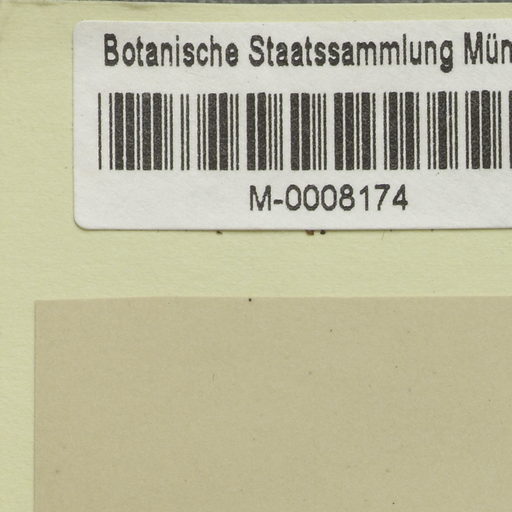 Botanische Staatssammlung Mün
M-0008174